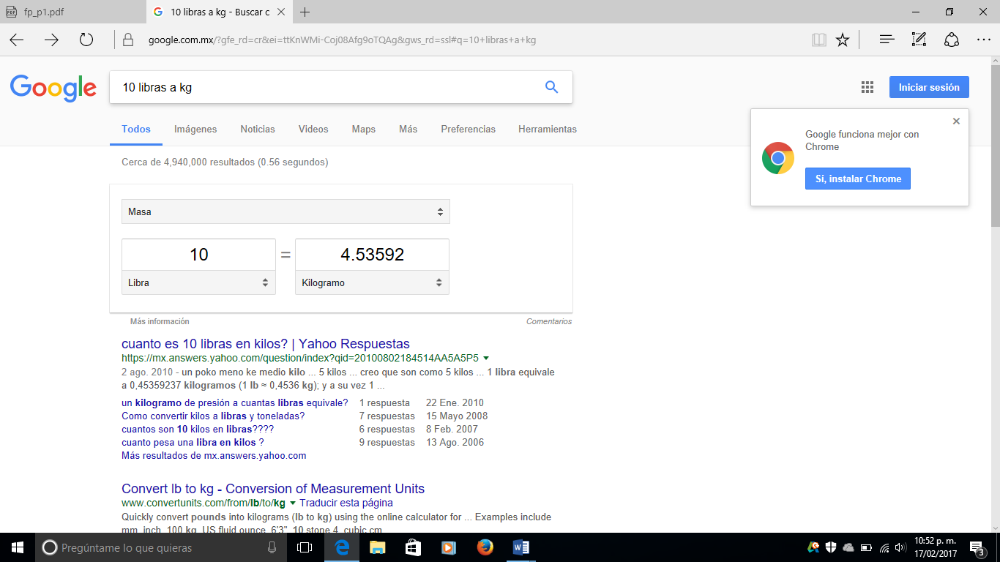 fp_p1.pdf
10 libras a kg - Buscar c
google.com.mx/?gfe_rd=cr&ei=ttKnWMi-Coj08Afg9oTQAg&gws_rd=ssl#q=10+libras+a+kg
Google
10 libras a kg
Iniciar sesión
Todos Imágenes Noticias Videos Maps Más Preferencias Herramientas
Google funciona mejor con
Chrome
Sí, instalar Chrome
Cerca de 4,940,000 resultados (0.56 segundos)
Masa
10 = 4.53592
Libra Kilogramo
Más información Comentarios
cuanto es 10 libras en kilos? | Yahoo Respuestas
https://mx.answers.yahoo.com/question/index?qid=20100802184514AA5A5P5
2 ago. 2010 - un poko meno ke medio kilo ... 5 kilos ... creo que son como 5 kilos ... 1 libra equivale
a 0,45359237 kilogramos (1 lb ≈ 0,4536 kg); y a su vez 1 ...
un kilogramo de presión a cuantas libras equivale? 1 respuesta 22 Ene. 2010
Como convertir kilos a libras y toneladas? 7 respuestas 15 Mayo 2008
cuantos son 10 kilos en libras???? 6 respuestas 8 Feb. 2007
cuanto pesa una libra en kilos ? 9 respuestas 13 Ago. 2006
Más resultados de mx.answers.yahoo.com
Convert lb to kg - Conversion of Measurement Units
www.convertunits.com/from/lb/to/kg Traducir esta página
Quickly convert pounds into kilograms (lb to kg) using the online calculator for ... Examples include
mm, inch, 100 kg, US fluid ounce, 6'3", 10 stone 4, cubic cm,
Pregúntame lo que quieras
10:52 p. m.
17/02/2017
3